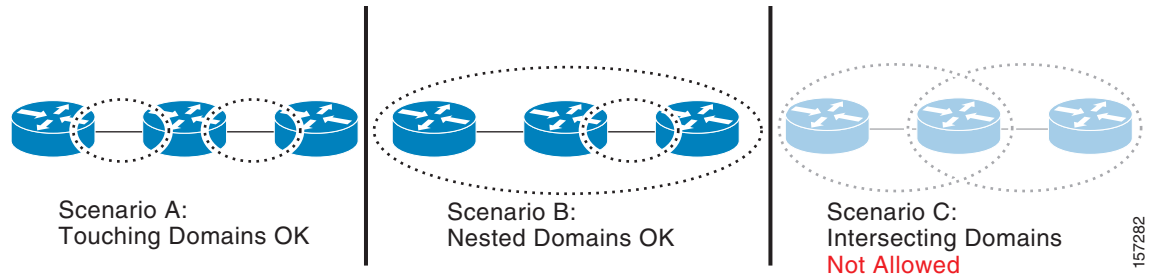 Scenario A:
Touching Domains OK
Scenario B:
Nested Domains OK
Scenario C:
Intersecting Domains
Not Allowed
157282